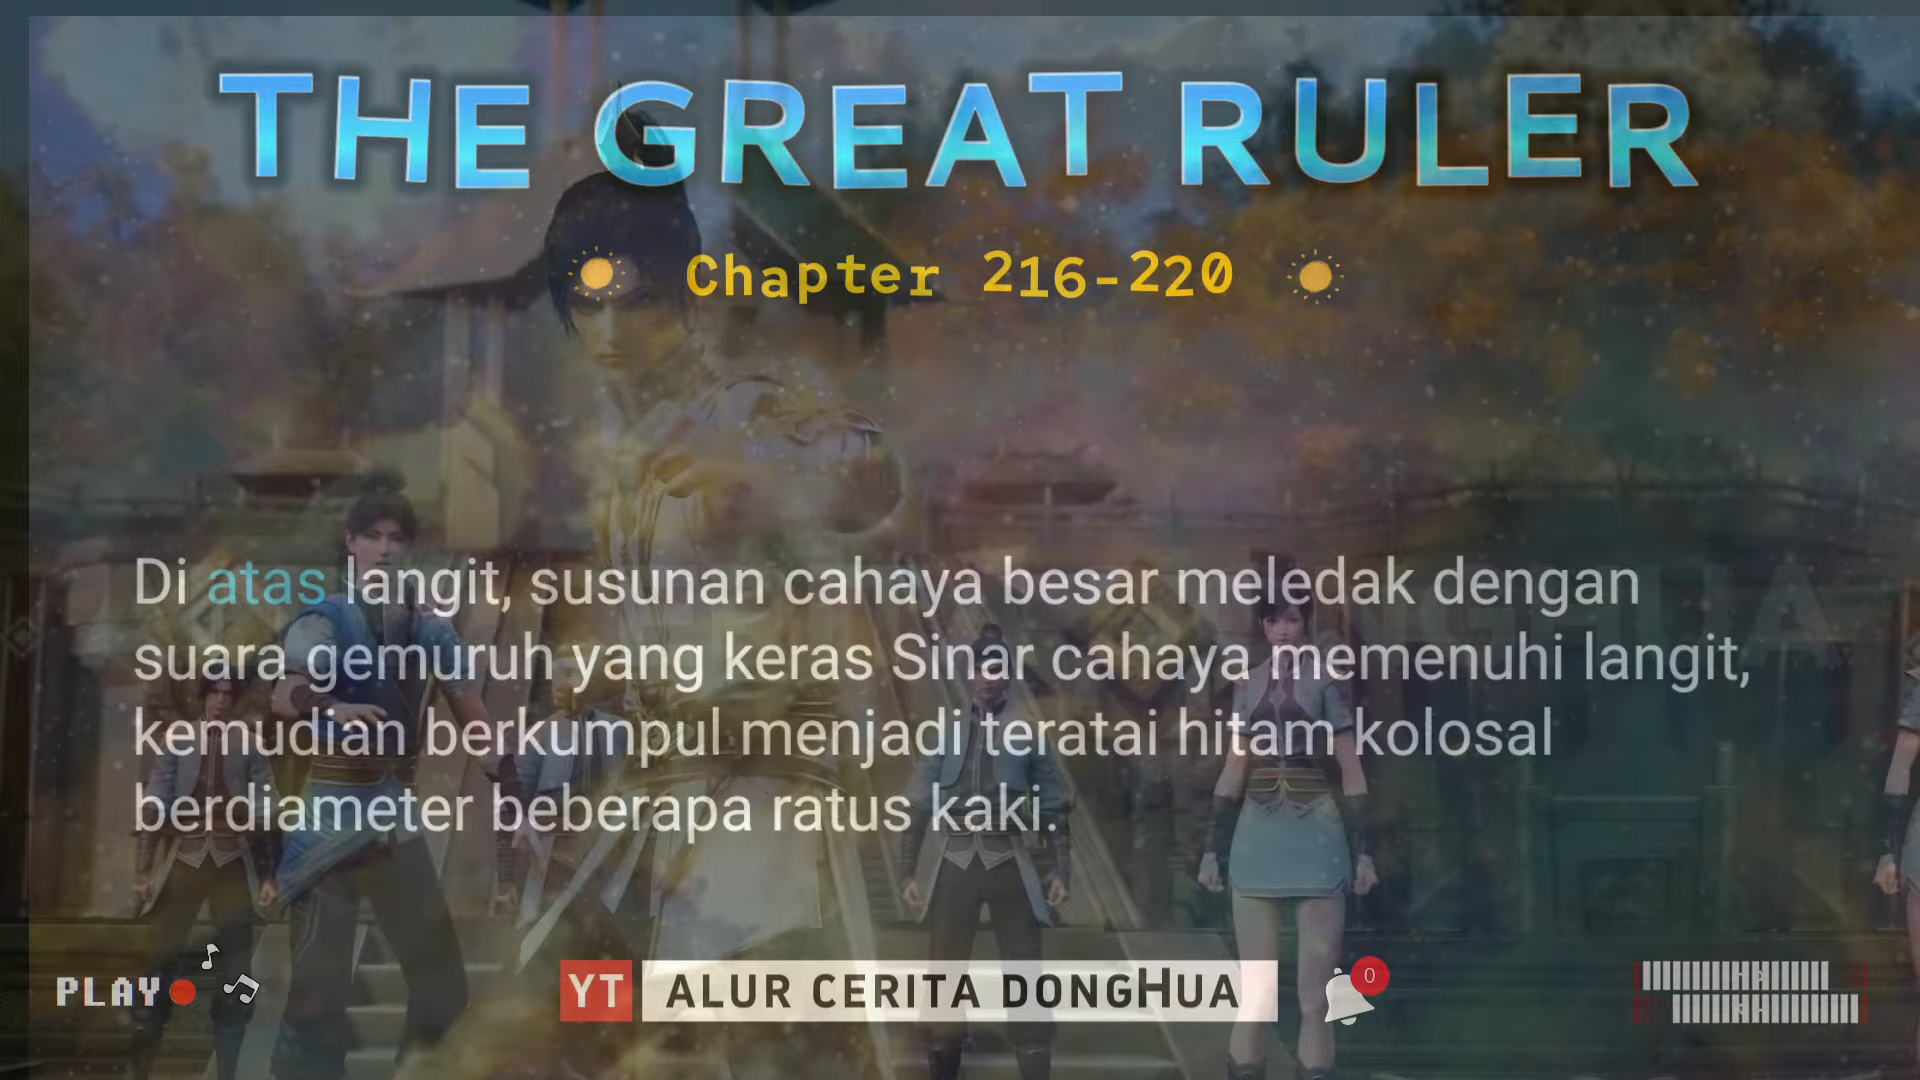 THE GREAT RULER
Chapter 216-220
Di atas langit, susunan cahaya besar meledak dengan
suara gemuruh yang keras Sinar cahaya memenuhi langit,
kemudian berkumpul menjadi teratai hitam kolosal
berdiameter beberapa ratus kaki.
PLAY
YT ALUR CERITA DONGHUA
0